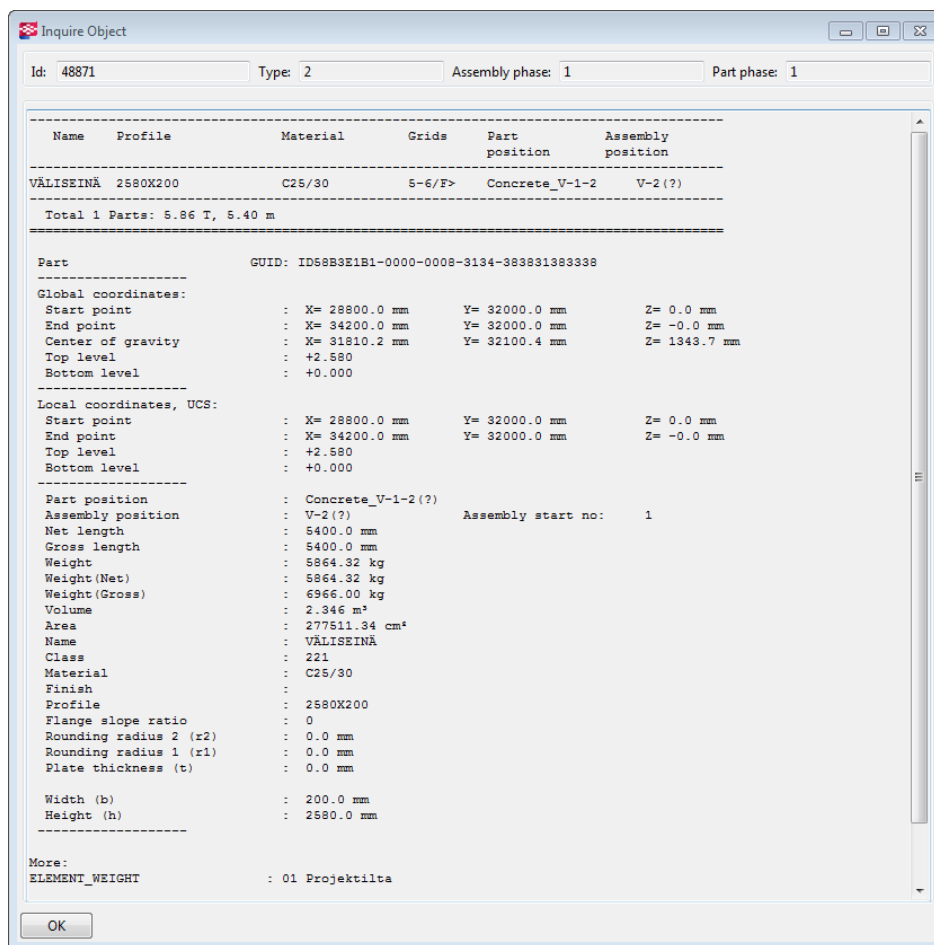 Inquire Object
Id: 48871 Type: 2 Assembly phase: 1 Part phase: 1
Name Profile Material Grids Part Assembly
position position
VÄLISEINÄ 2580X200 C25/30 5-6/F> Concrete_V-1-2 V-2(?)
Total 1 Parts: 5.86 T, 5.40 m
Part GUID: ID58B3E1B1-0000-0008-3134-383831383338
Global coordinates:
Start point : X= 28800.0 mm Y= 32000.0 mm Z= 0.0 mm
End point : X= 34200.0 mm Y= 32000.0 mm Z= -0.0 mm
Center of gravity : X= 31810.2 mm Y= 32100.4 mm Z= 1343.7 mm
Top level : +2.580
Bottom level : +0.000
Local coordinates, UCS:
Start point : X= 28800.0 mm Y= 32000.0 mm Z= 0.0 mm
End point : X= 34200.0 mm Y= 32000.0 mm Z= -0.0 mm
Top level : +2.580
Bottom level : +0.000
Part position : Concrete_V-1-2(?)
Assembly position : V-2(?) Assembly start no: 1
Net length : 5400.0 mm
Gross length : 5400.0 mm
Weight : 5864.32 kg
Weight(Net) : 5864.32 kg
Weight(Gross) : 6966.00 kg
Volume : 2.346 m³
Area : 277511.34 cm²
Name : VÄLISEINÄ
Class : 221
Material : C25/30
Finish :
Profile : 2580X200
Flange slope ratio : 0
Rounding radius 2 (r2) : 0.0 mm
Rounding radius 1 (r1) : 0.0 mm
Plate thickness (t) : 0.0 mm
Width (b) : 200.0 mm
Height (h) : 2580.0 mm
More:
ELEMENT_WEIGHT : 01 Projektilta
OK